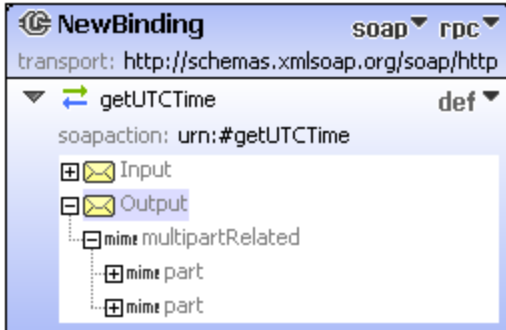 NewBinding soap rpc
transport: http://schemas.xmlsoap.org/soap/http
getUTCTime def
soapaction: urn:#getUTCTime
Input
Output
mime multipartRelated
mime part
mime part